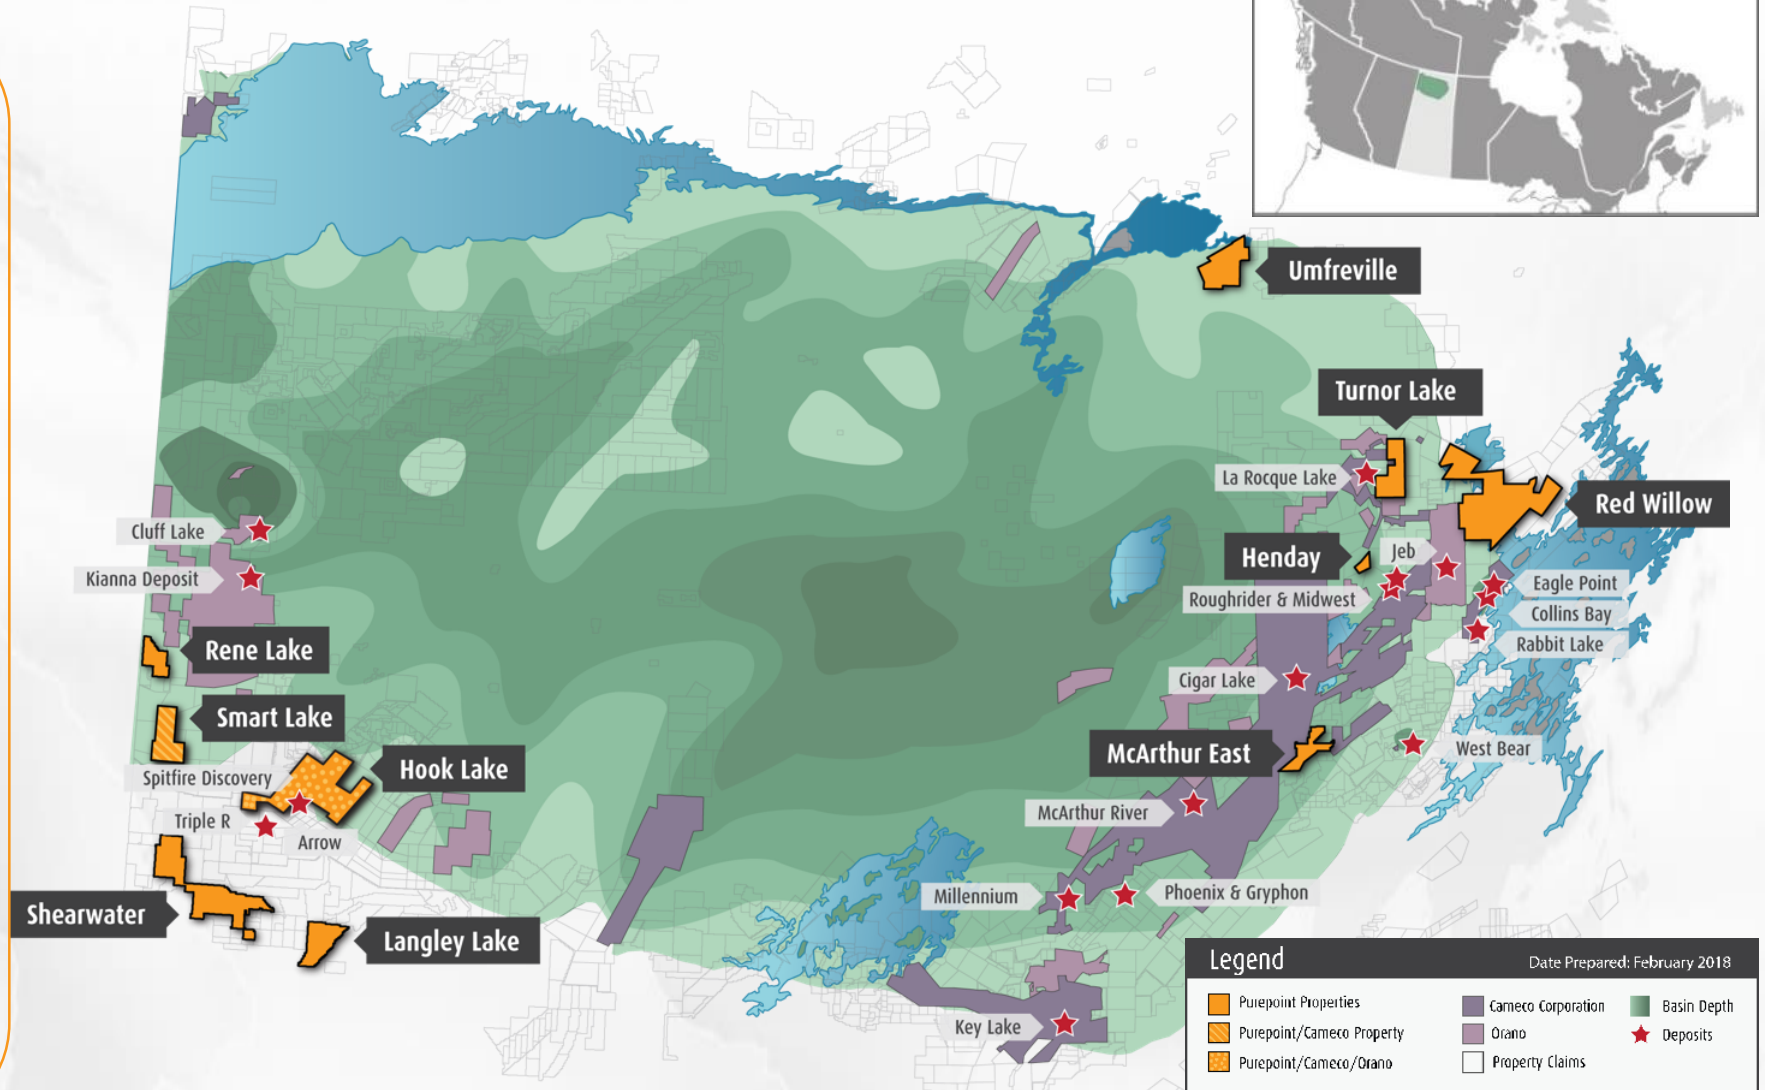 Umfreville
Turnor Lake
La Rocque Lake
Red Willow
Cluff Lake
Henday
Jeb
Kianna Deposit
Eagle Point
Roughrider & Midwest
Collins Bay
Rene Lake
Rabbit Lake
Cigar Lake
Smart Lake
West Bear
McArthur East
Hook Lake
Spitfire Discovery
McArthur River
Triple R
Arrow
Millennium
Phoenix & Gryphon
Shearwater
Langley Lake
Key Lake
Legend
Date Prepared: February 2018
Purepoint Properties
Purepoint/Cameco Property
Purepoint/Cameco/Orano
Cameco Corporation
Orano
Property Claims
Basin Depth
Deposits